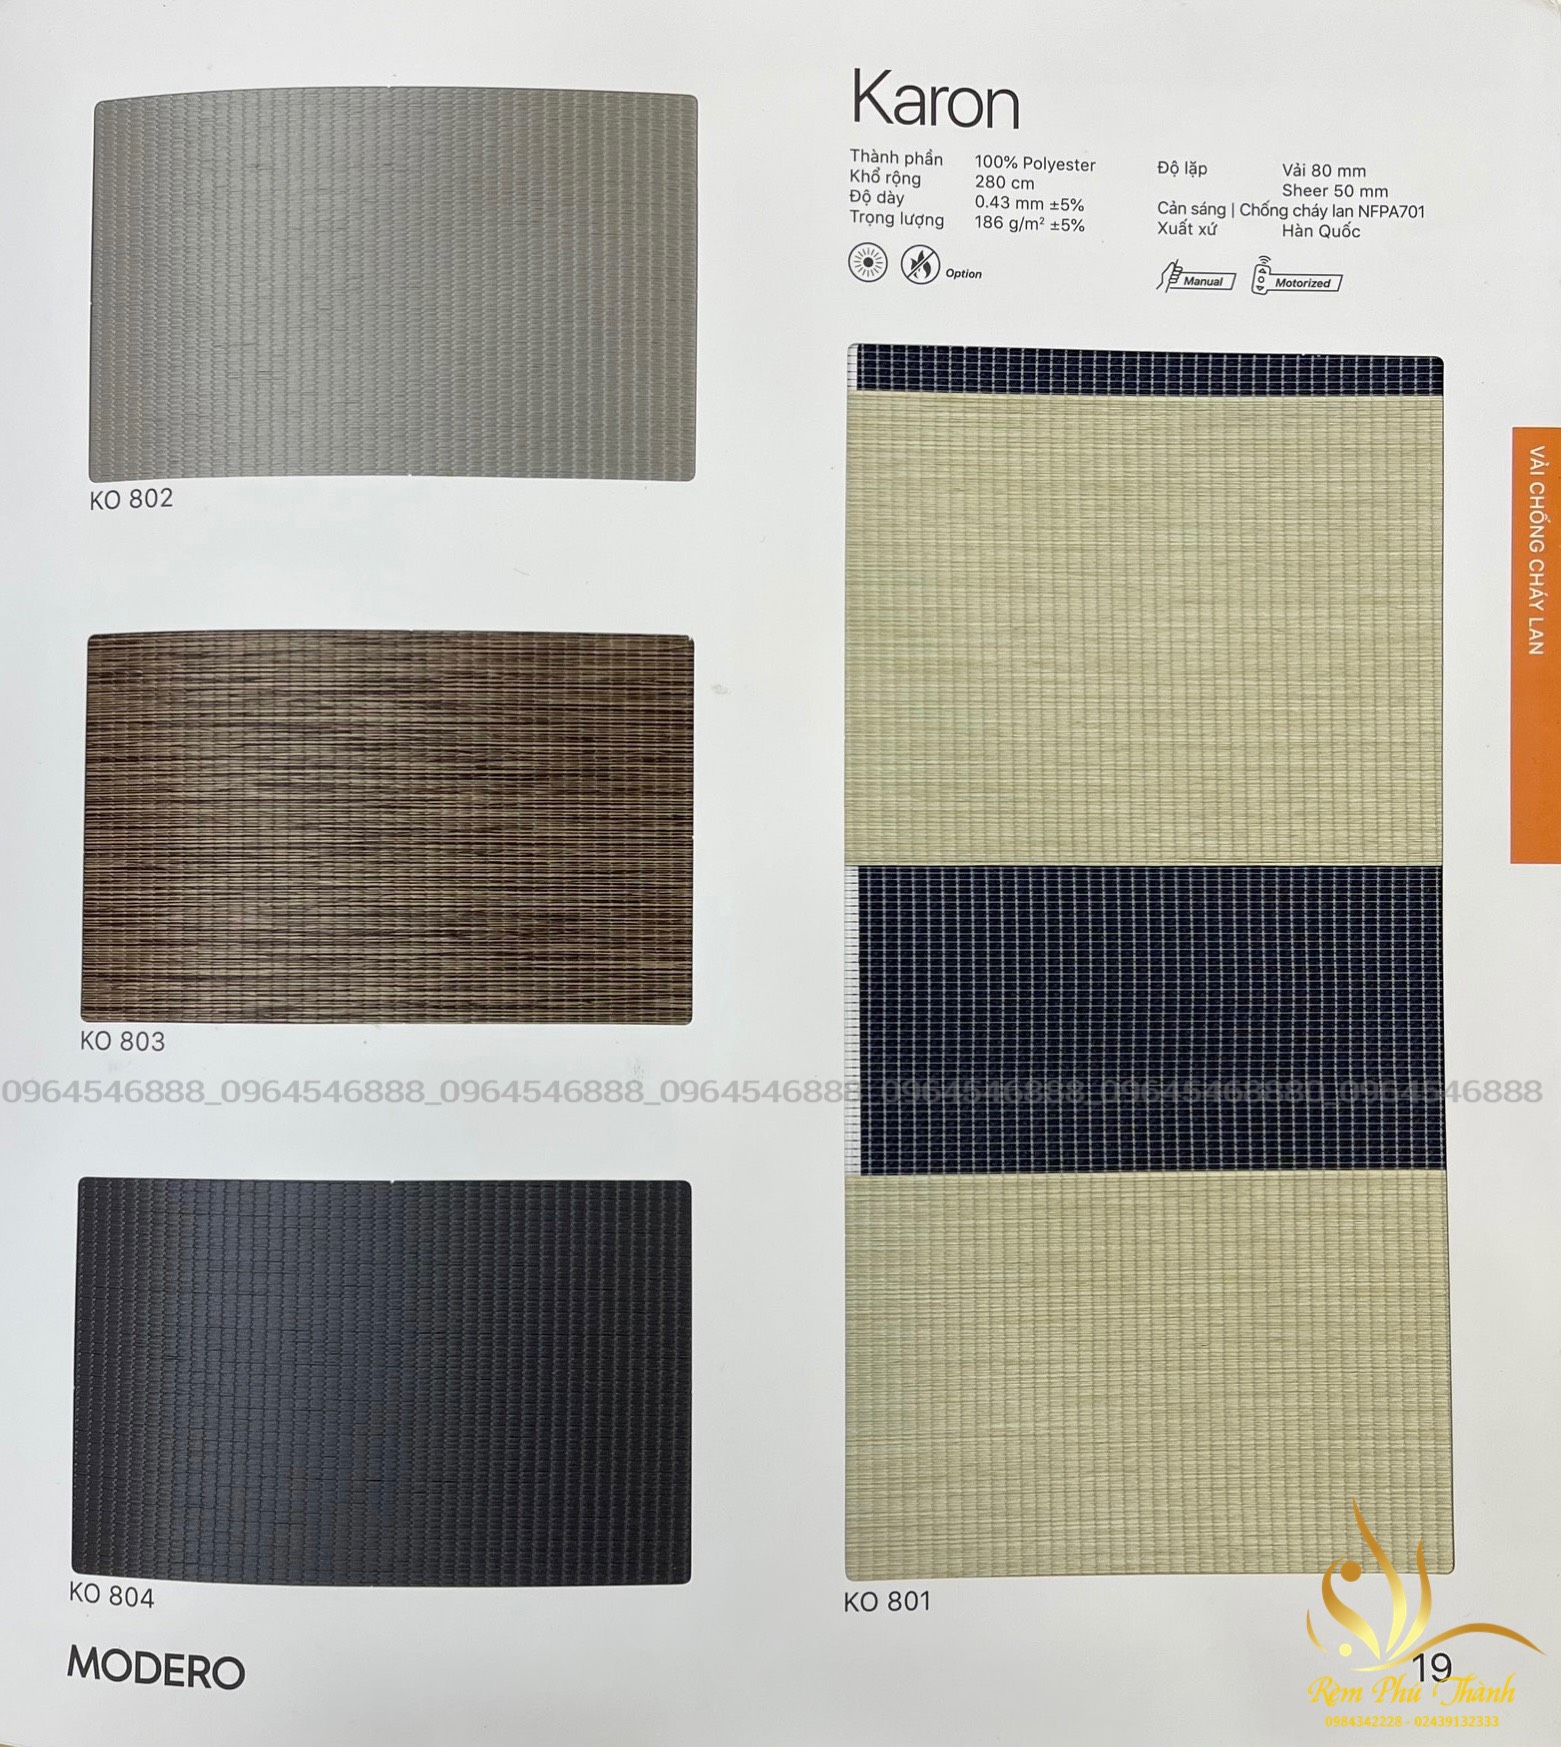 Karon
Thành phần 100% Polyester
Khổ rộng 280 cm
Độ dày 0.43 mm ±5%
Trọng lượng 186 g/m² ±5%
Độ lặp Vải 80 mm
Sheer 50 mm
Cản sáng | Chống cháy lan NFPA701
Xuất xứ Hàn Quốc
Option
Manual
Motorized
KO 802
KO 803
KO 804
KO 801
VẢI CHỐNG CHÁY LAN
0964546888_0964546888_0964546888_0964546888_0964546888_09645468880_0964546888
MODERO
19
Rèm Phú Thành
0984342228 - 02439132333